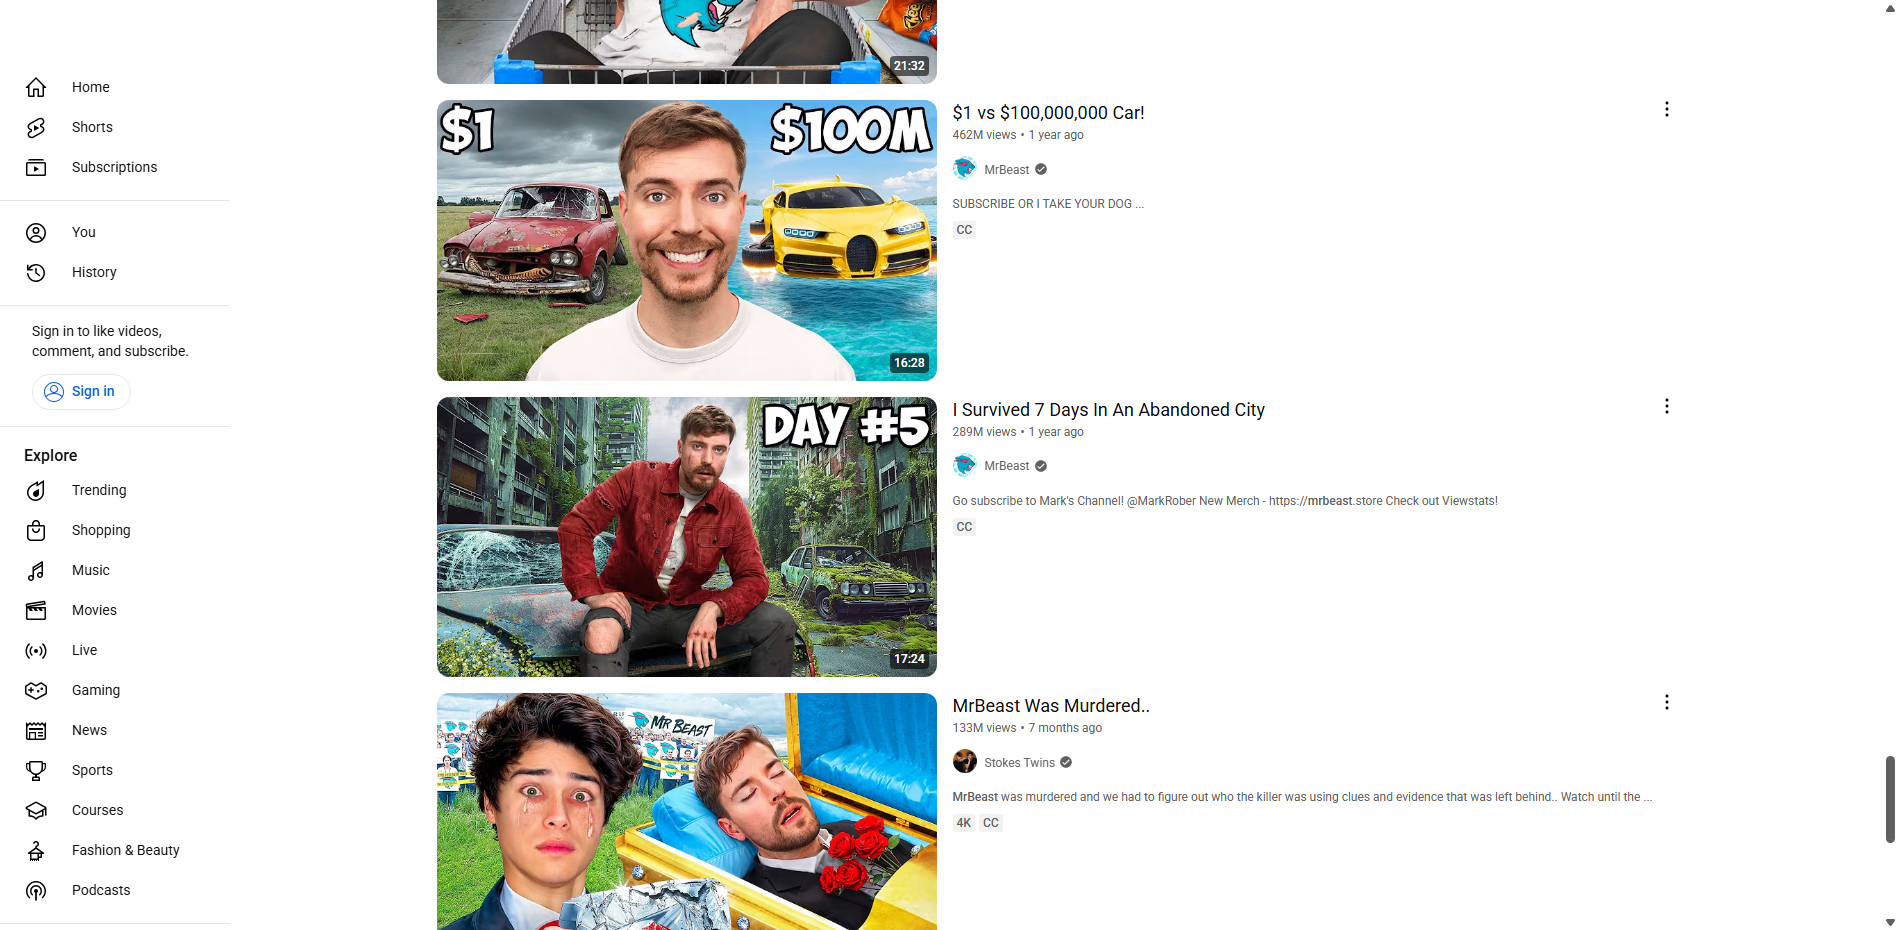 Home
Shorts
Subscriptions
You
History
Sign in to like videos,
comment, and subscribe.
Sign in
Explore
Trending
Shopping
Music
Movies
Live
Gaming
News
Sports
Courses
Fashion & Beauty
Podcasts
21:32
$1
$100M
16:28
$1 vs $100,000,000 Car!
462M views • 1 year ago
MrBeast
SUBSCRIBE OR I TAKE YOUR DOG ...
CC
DAY #5
17:24
I Survived 7 Days In An Abandoned City
289M views • 1 year ago
MrBeast
Go subscribe to Mark's Channel! @MarkRober New Merch - https://mrbeast.store Check out Viewstats!
CC
MR BEAST
MrBeast Was Murdered..
133M views • 7 months ago
Stokes Twins
MrBeast was murdered and we had to figure out who the killer was using clues and evidence that was left behind.. Watch until the ...
4K CC